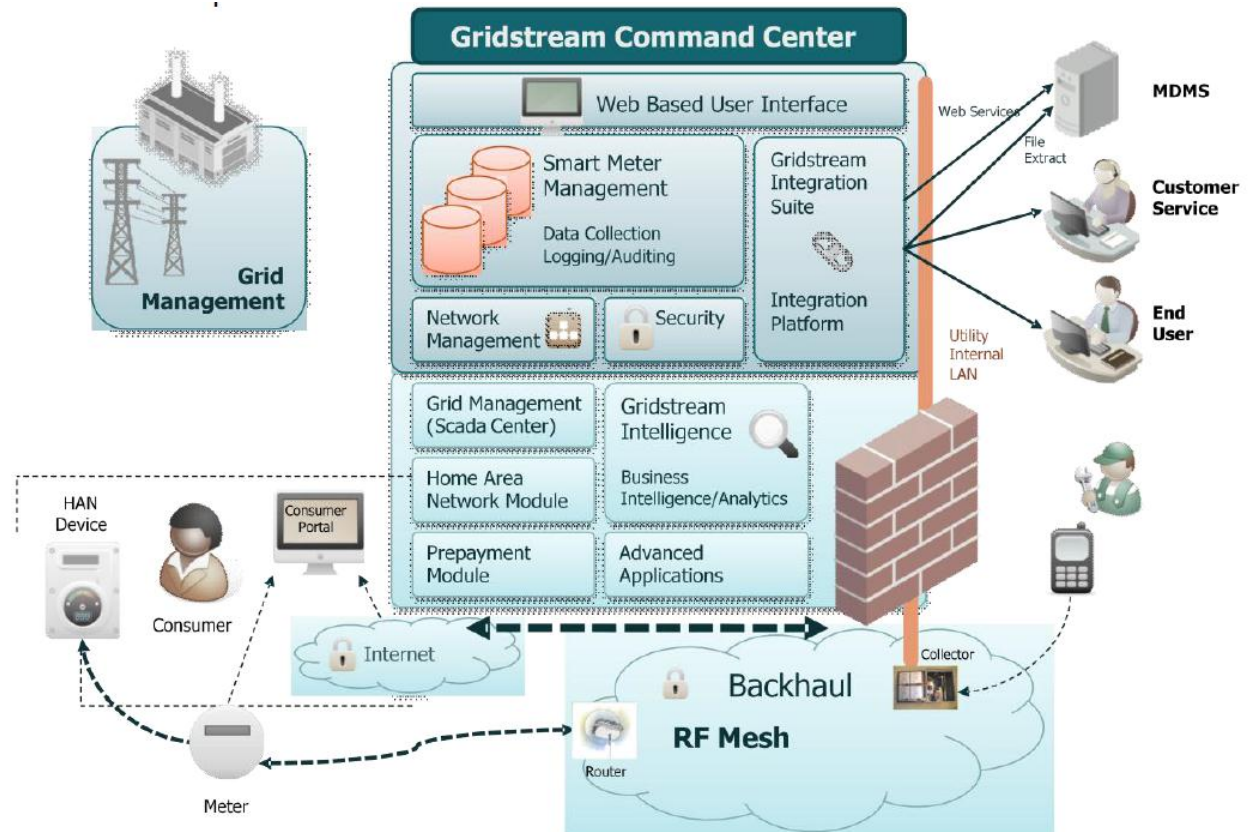 Gridstream Command Center
Web Based User Interface
Smart Meter
Management
Data Collection
Logging/Auditing
Gridstream
Integration
Suite
Integration
Platform
Network
Management
Security
Grid Management
(Scada Center)
Gridstream
Intelligence
Business
Intelligence/Analytics
Home Area
Network Module
Prepayment
Module
Advanced
Applications
Grid
Management
Web Services
File
Extract
MDMS
Customer
Service
End
User
Utility
Internal
LAN
HAN
Device
Consumer
Consumer
Portal
Internet
Meter
Collector
Backhaul
RF Mesh
Router